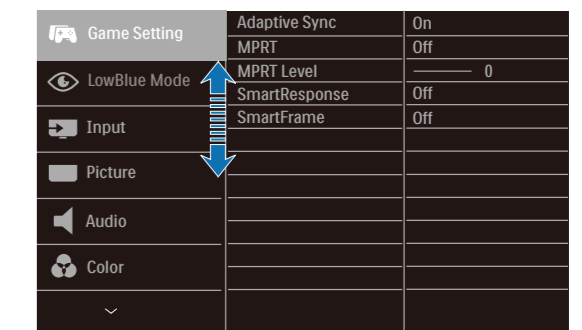 Game Setting
LowBlue Mode
Input
Picture
Audio
Color
Adaptive Sync On
MPRT Off
MPRT Level 0
SmartResponse Off
SmartFrame Off